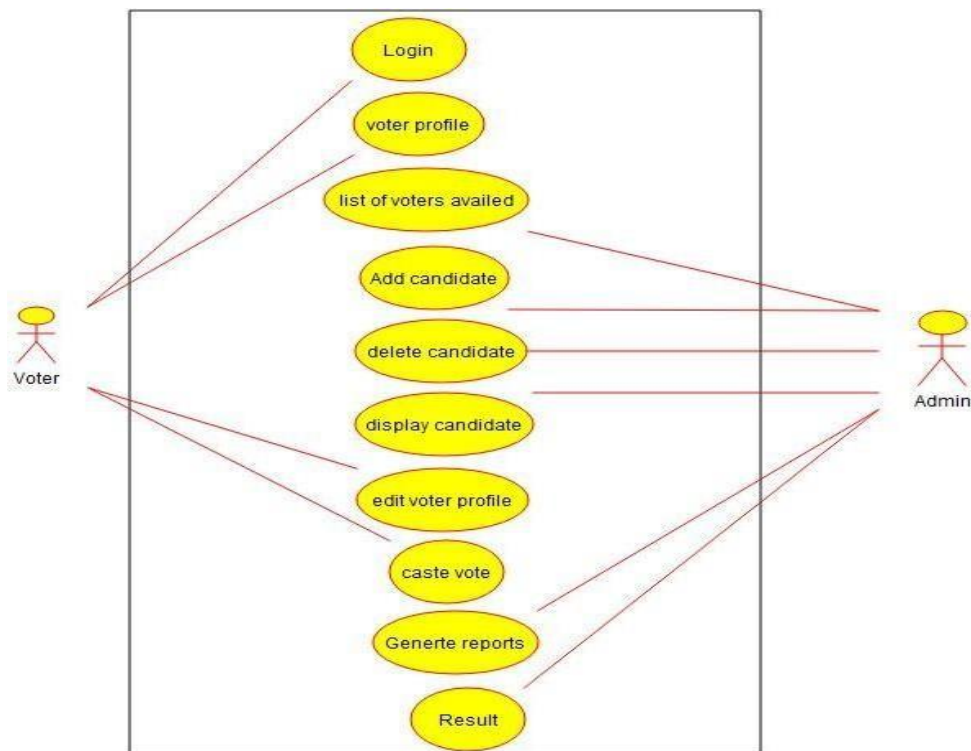 Login
voter profile
list of voters availed
Add candidate
delete candidate
Voter
Admin
display candidate
edit voter profile
caste vote
Generte reports
Result